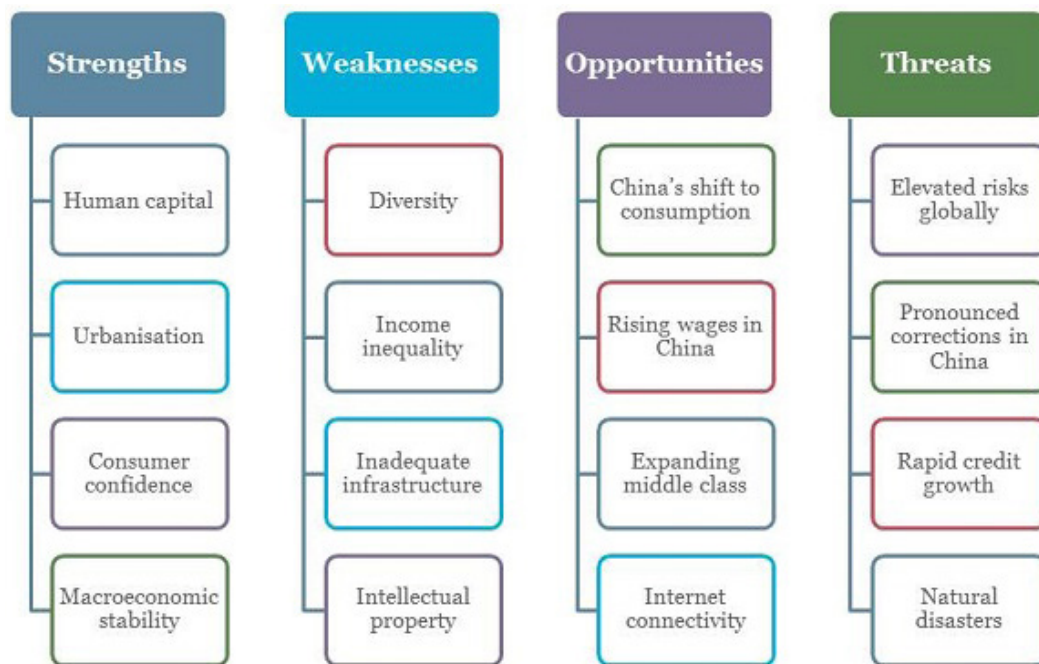 Strengths
Human capital
Urbanisation
Consumer
confidence
Macroeconomic
stability
Weaknesses
Diversity
Income
inequality
Inadequate
infrastructure
Intellectual
property
Opportunities
China's shift to
consumption
Rising wages in
China
Expanding
middle class
Internet
connectivity
Threats
Elevated risks
globally
Pronounced
corrections in
China
Rapid credit
growth
Natural
disasters